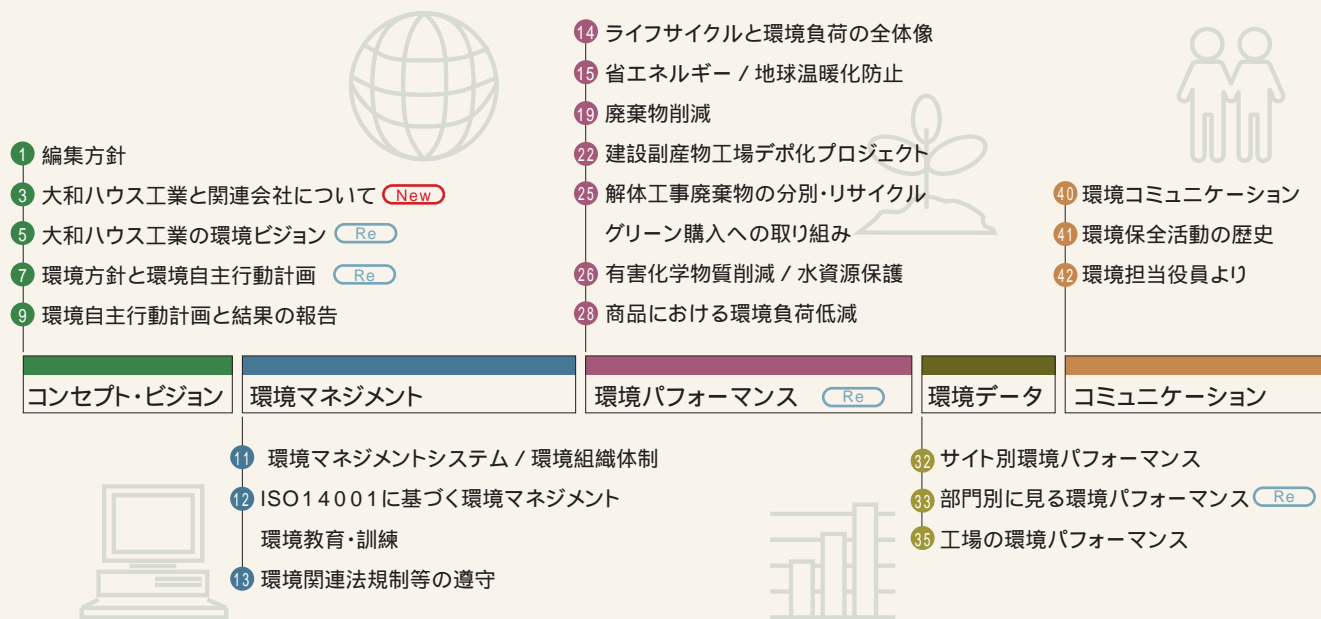 1 編集方針
3 大和ハウス工業と関連会社について New
5 大和ハウス工業の環境ビジョン Re
7 環境方針と環境自主行動計画 Re
9 環境自主行動計画と結果の報告
コンセプト・ビジョン
環境マネジメント
11 環境マネジメントシステム / 環境組織体制
12 ISO14001に基づく環境マネジメント
環境教育・訓練
13 環境関連法規制等の遵守
14 ライフサイクルと環境負荷の全体像
15 省エネルギー / 地球温暖化防止
19 廃棄物削減
22 建設副産物工場デポ化プロジェクト
25 解体工事廃棄物の分別・リサイクル
グリーン購入への取り組み
26 有害化学物質削減 / 水資源保護
28 商品における環境負荷低減
環境パフォーマンス Re
環境データ
32 サイト別環境パフォーマンス
33 部門別に見る環境パフォーマンス Re
35 工場の環境パフォーマンス
40 環境コミュニケーション
41 環境保全活動の歴史
42 環境担当役員より
コミュニケーション